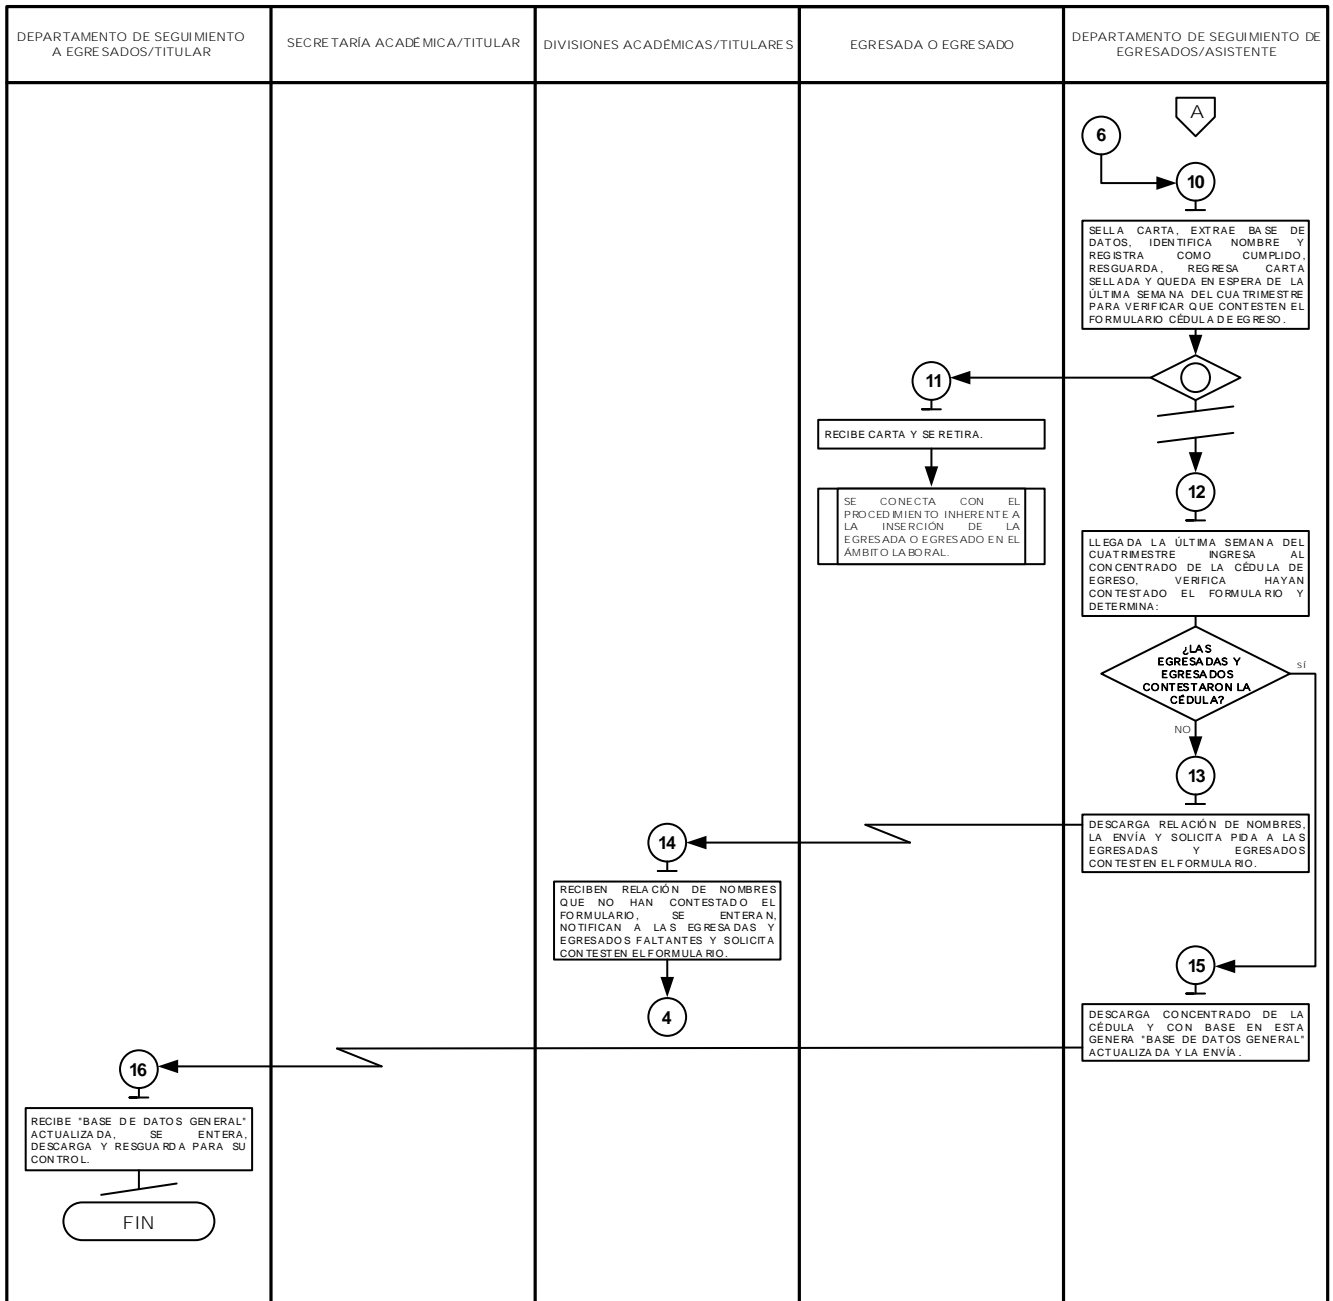 DEPARTAMENTO DE SEGUIMIENTO
A EGRESADOS/TITULAR
SECRETARÍA ACADÉMICA/TITULAR
DIVISIONES ACADÉMICAS/TITULARES
EGRESADA O EGRESADO
DEPARTAMENTO DE SEGUIMIENTO DE
EGRESADOS/ASISTENTE
A
6
10
SELLA CARTA, EXTRAE BASE DE
DATOS, IDENTIFICA NOMBRE Y
REGISTRA COMO CUMPLIDO,
RESGUARDA, REGRESA CARTA
SELLADA Y QUEDA EN ESPERA DE LA
ÚLTIMA SEMANA DEL CUATRIMESTRE
PARA VERIFICAR QUE CONTESTEN EL
FORMULARIO CÉDULA DE EGRESO.
11
RECIBE CARTA Y SE RETIRA.
SE CONECTA CON EL
PROCEDIMIENTO INHERENTE A
LA INSERCIÓN DE LA
EGRESADA O EGRESADO EN EL
ÁMBITO LABORAL.
12
LLEGADA LA ÚLTIMA SEMANA DEL
CUATRIMESTRE INGRESA AL
CONCENTRADO DE LA CÉDULA DE
EGRESO, VERIFICA HAYAN
CONTESTADO EL FORMULARIO Y
DETERMINA:
¿LAS
EGRESADAS Y
EGRESADOS
CONTESTARON LA
CÉDULA?
sí
NO
13
DESCARGA RELACIÓN DE NOMBRES,
LA ENVÍA Y SOLICITA PIDA A LAS
EGRESADAS Y EGRESADOS
CONTESTEN EL FORMULARIO.
14
RECIBEN RELACIÓN DE NOMBRES
QUE NO HAN CONTESTADO EL
FORMULARIO, SE ENTERAN,
NOTIFICAN A LAS EGRESADAS Y
EGRESADOS FALTANTES Y SOLICITA
CONTESTEN EL FORMULARIO.
4
15
DESCARGA CONCENTRADO DE LA
CÉDULA Y CON BASE EN ESTA
GENERA "BASE DE DATOS GENERAL"
ACTUALIZADA Y LA ENVÍA.
16
RECIBE "BASE DE DATOS GENERAL"
ACTUALIZADA, SE ENTERA,
DESCARGA Y RESGUARDA PARA SU
CONTROL.
FIN